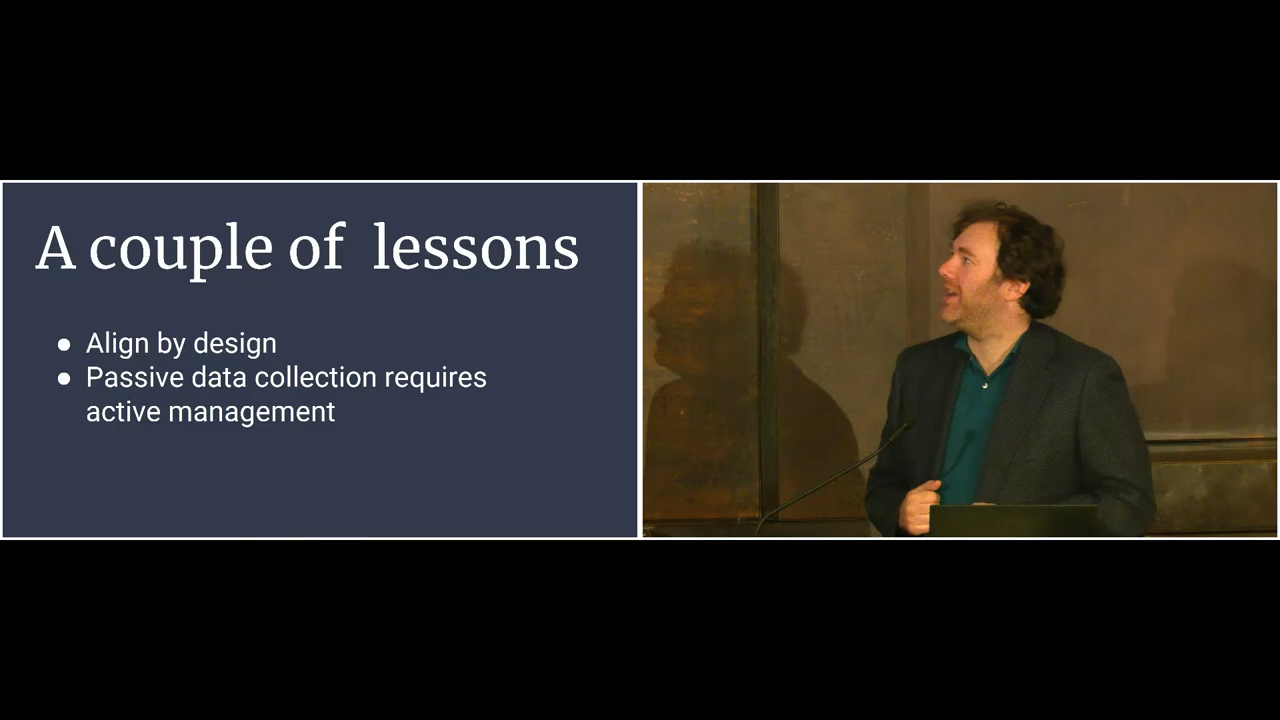 A couple of  lessons
● Align by design
● Passive data collection requires
active management